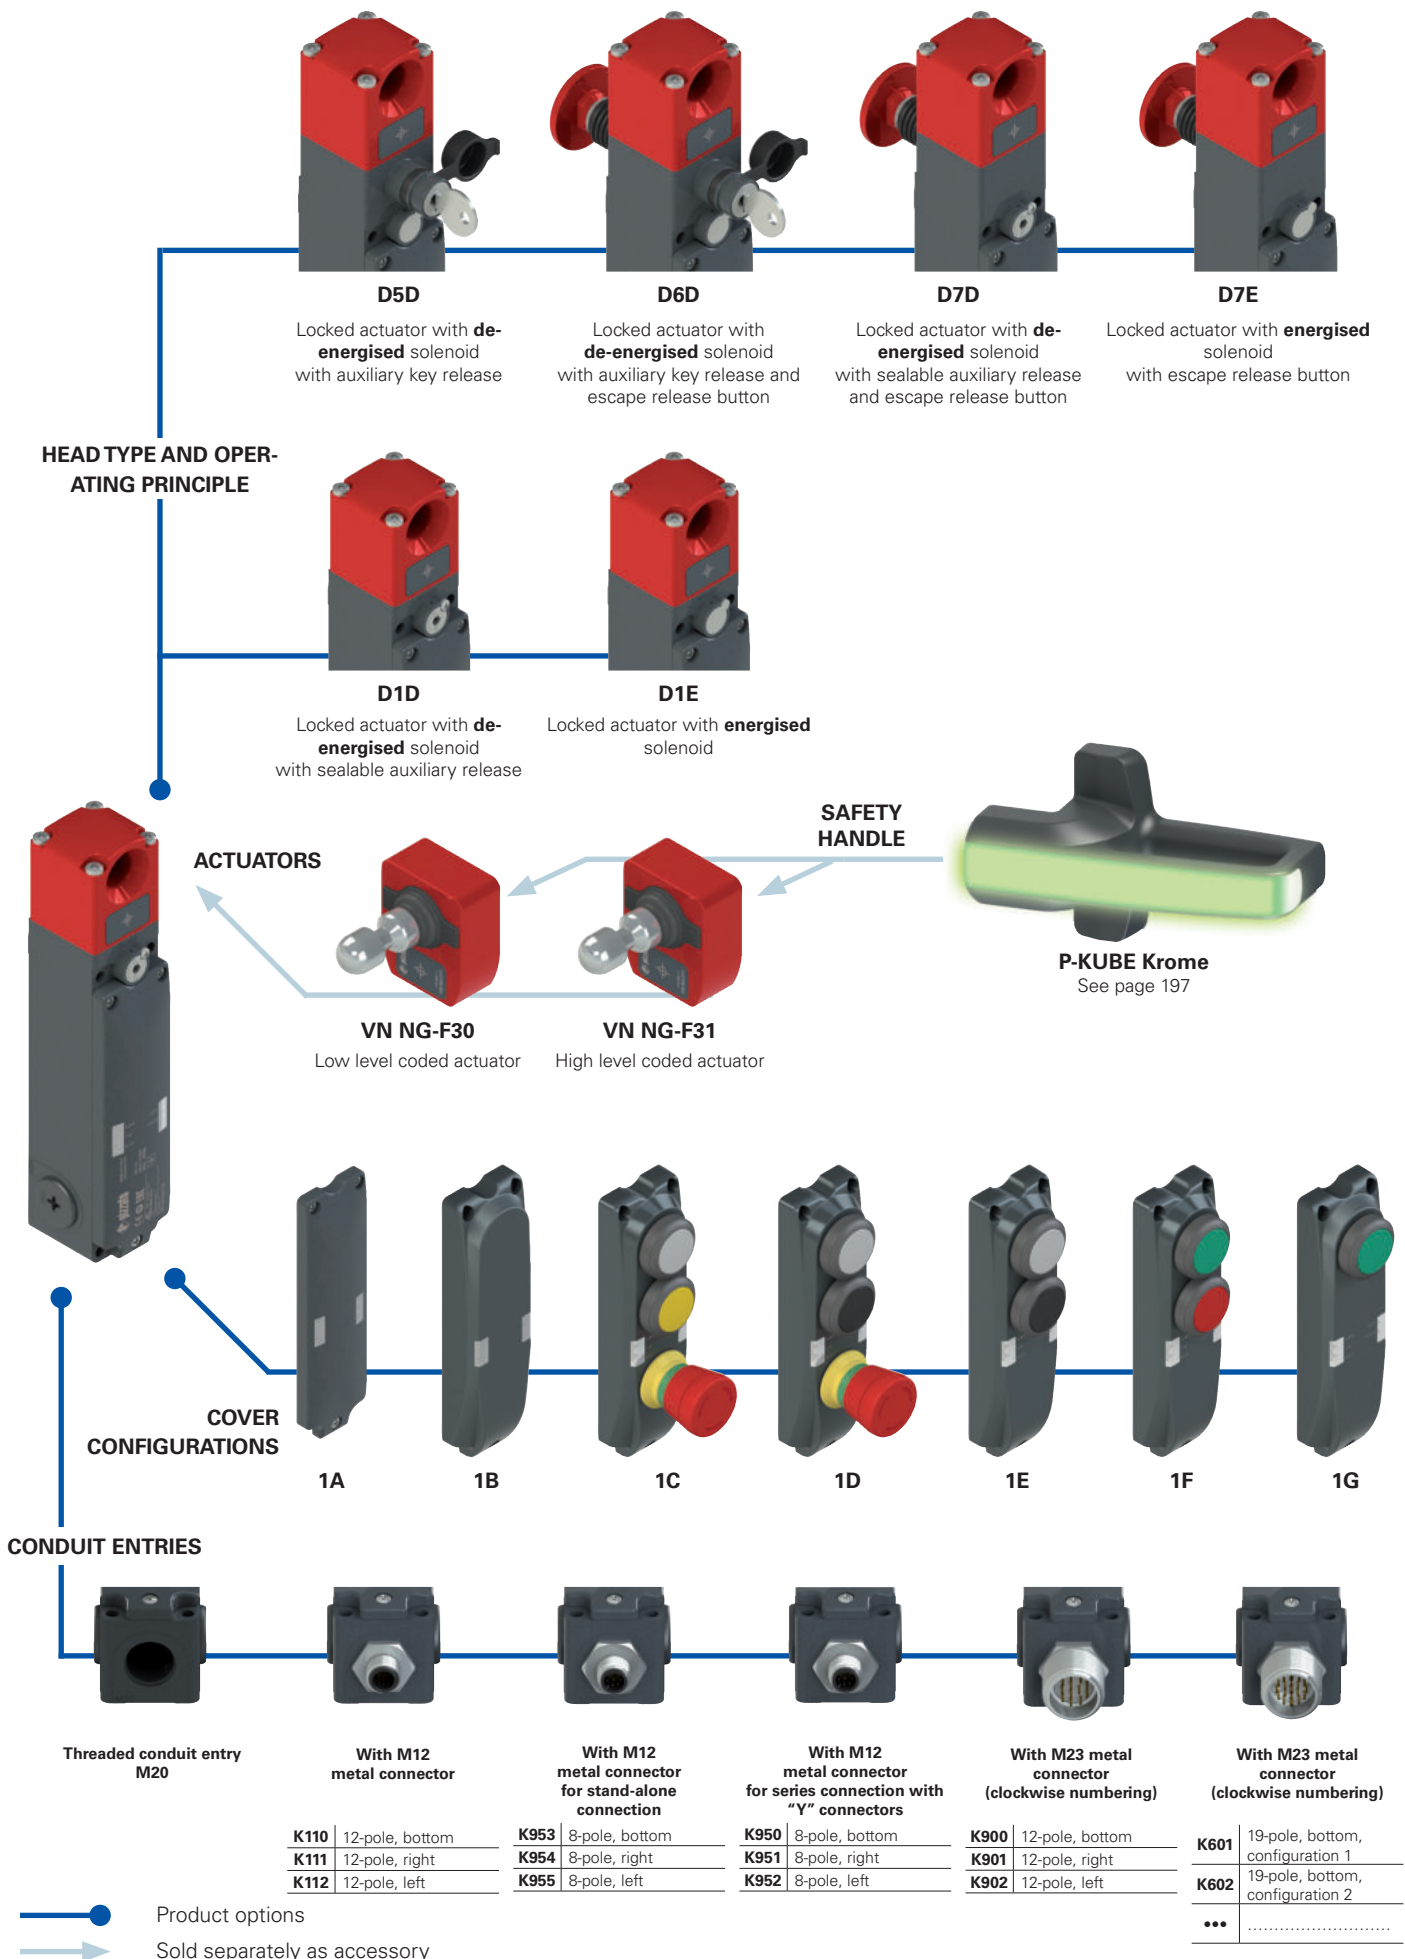 D5D
Locked actuator with de-
energised solenoid
with auxiliary key release
D6D
Locked actuator with
de-energised solenoid
with auxiliary key release and
escape release button
D7D
Locked actuator with de-
energised solenoid
with sealable auxiliary release
and escape release button
D7E
Locked actuator with energised
solenoid
with escape release button
HEAD TYPE AND OPER-
ATING PRINCIPLE
D1D
Locked actuator with de-
energised solenoid
with sealable auxiliary release
D1E
Locked actuator with energised
solenoid
SAFETY
HANDLE
ACTUATORS
P-KUBE Krome
See page 197
VN NG-F30
Low level coded actuator
VN NG-F31
High level coded actuator
COVER
CONFIGURATIONS
1A
1B
1C
1D
1E
1F
1G
CONDUIT ENTRIES
Threaded conduit entry
M20
With M12
metal connector
K110 12-pole, bottom
K111 12-pole, right
K112 12-pole, left
With M12
metal connector
for stand-alone
connection
K953 8-pole, bottom
K954 8-pole, right
K955 8-pole, left
With M12
metal connector
for series connection with
“Y” connectors
K950 8-pole, bottom
K951 8-pole, right
K952 8-pole, left
With M23 metal
connector
(clockwise numbering)
K900 12-pole, bottom
K901 12-pole, right
K902 12-pole, left
With M23 metal
connector
(clockwise numbering)
K601 19-pole, bottom,
configuration 1
K602 19-pole, bottom,
configuration 2
••• ...........................
Product options
Sold separately as accessory